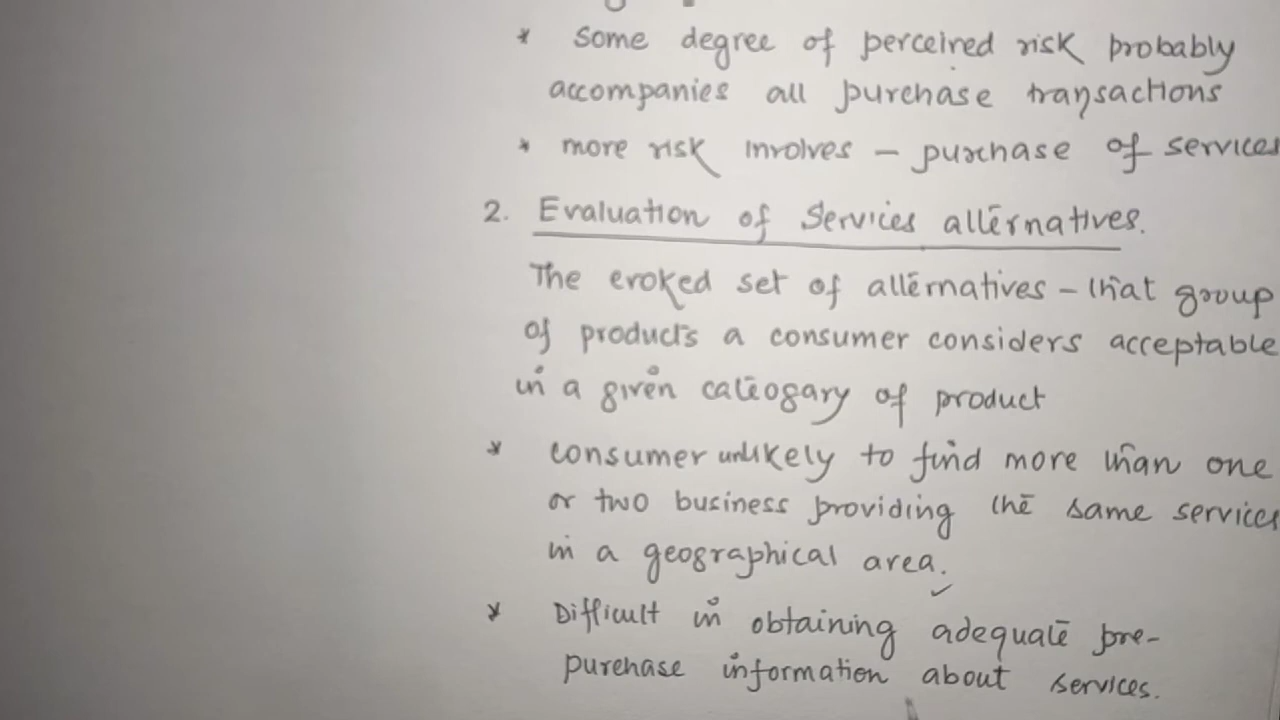 * Some degree of perceived risk probably
accompanies all purchase transactions
* more risk involves – purchase of services
2. Evaluation of Services alternatives.
The evoked set of alternatives – that group
of products a consumer considers acceptable
in a given cateogary of product
* consumer unlikely to find more than one
or two business providing the same services
in a geographical area.
* Difficult in obtaining adequate pre-
purchase information about services.